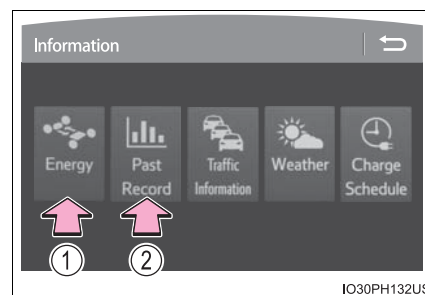 Information
Energy
Past
Record
Traffic
Information
Weather
Charge
Schedule
1
2
IO30PH132US